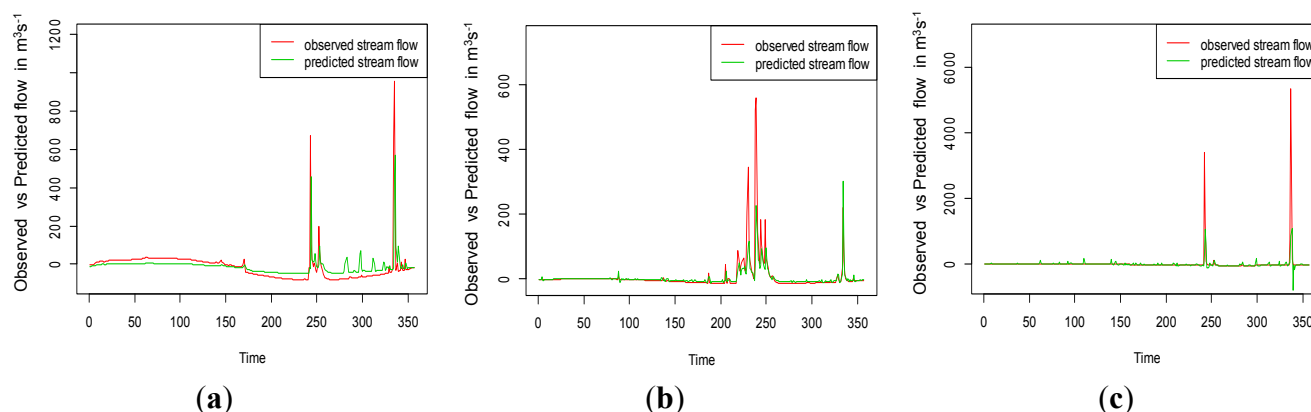 Observed vs Predicted flow in m³s⁻¹
1200
800
600
400
200
0
observed stream flow
predicted stream flow
0 50 100 150 200 250 300 350
Time
(a)
Observed vs Predicted flow in m³s⁻¹
6000
400
200
0
observed stream flow
predicted stream flow
0 50 100 150 200 250 300 350
Time
(b)
Observed vs Predicted flow in m³s⁻¹
6000
4000
2000
0
observed stream flow
predicted stream flow
0 50 100 150 200 250 300 350
Time
(c)